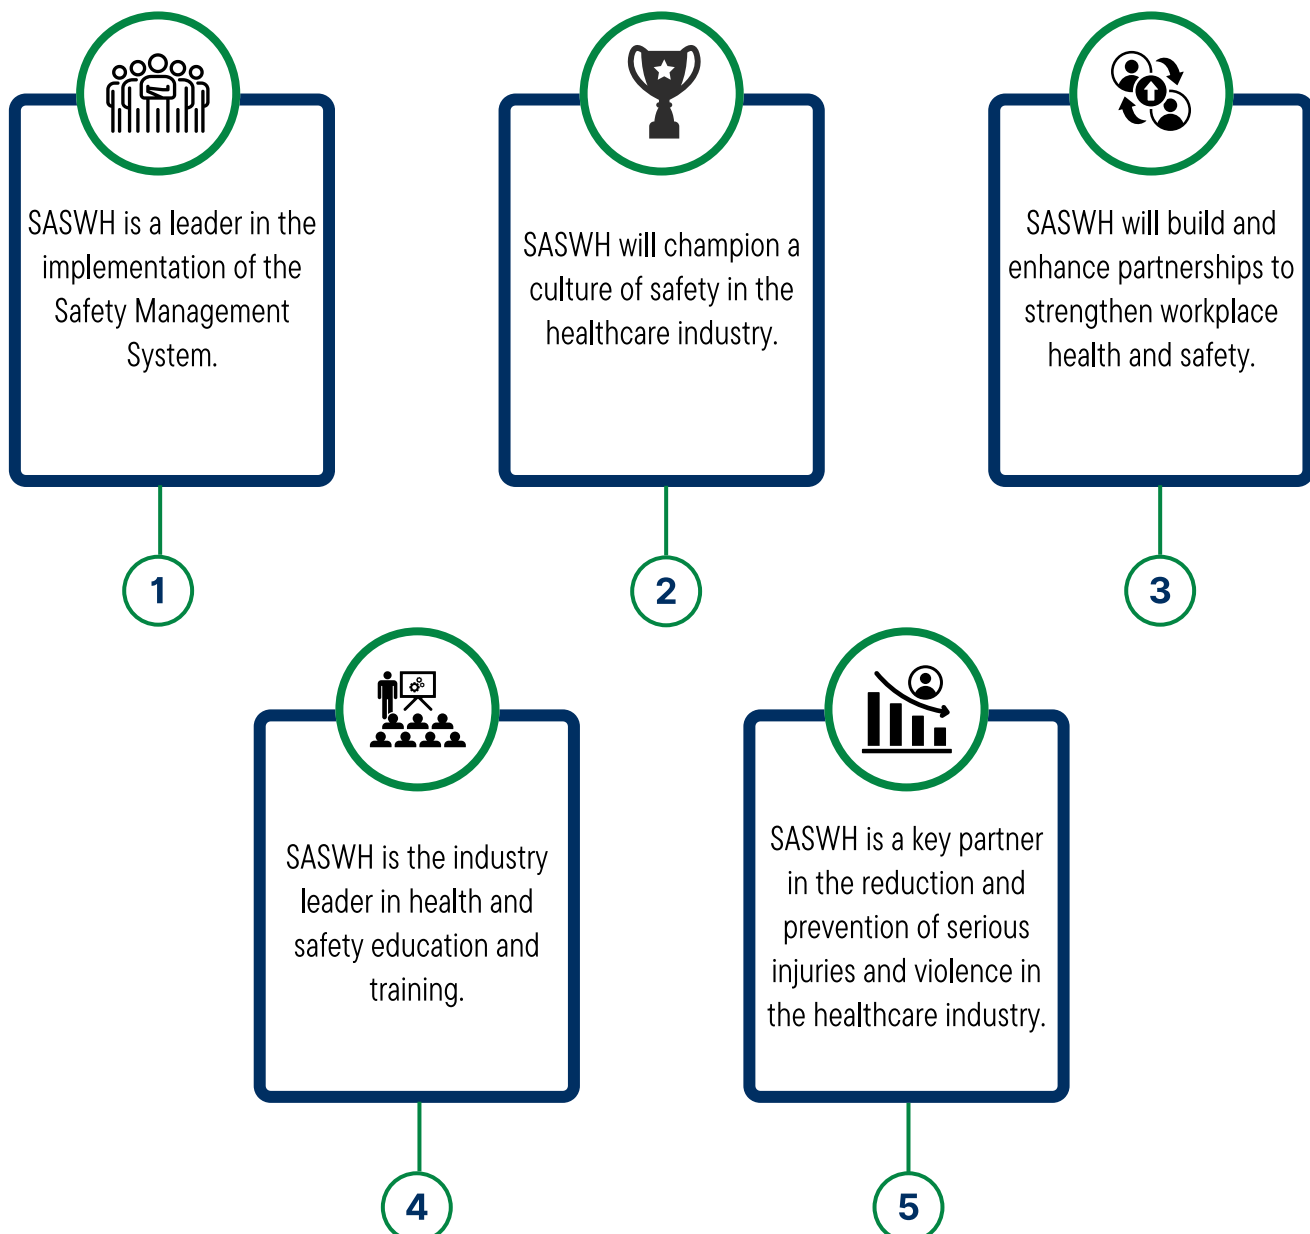 SASWH is a leader in the
implementation of the
Safety Management
System.
SASWH will champion a
culture of safety in the
healthcare industry.
SASWH will build and
enhance partnerships to
strengthen workplace
health and safety.
1
2
3
SASWH is the industry
leader in health and
safety education and
training.
SASWH is a key partner
in the reduction and
prevention of serious
injuries and violence in
the healthcare industry.
4
5